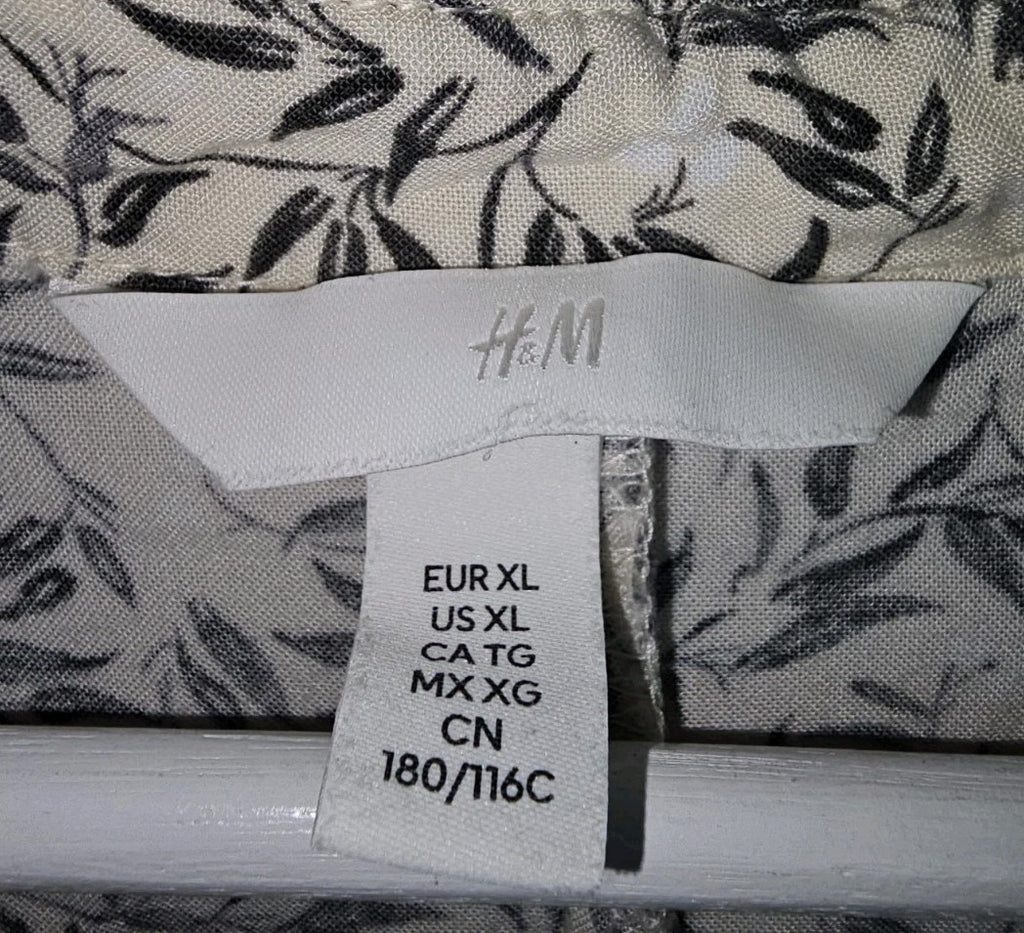 H&M
EUR XL
US XL
CA TG
MX XG
CN
180/116C